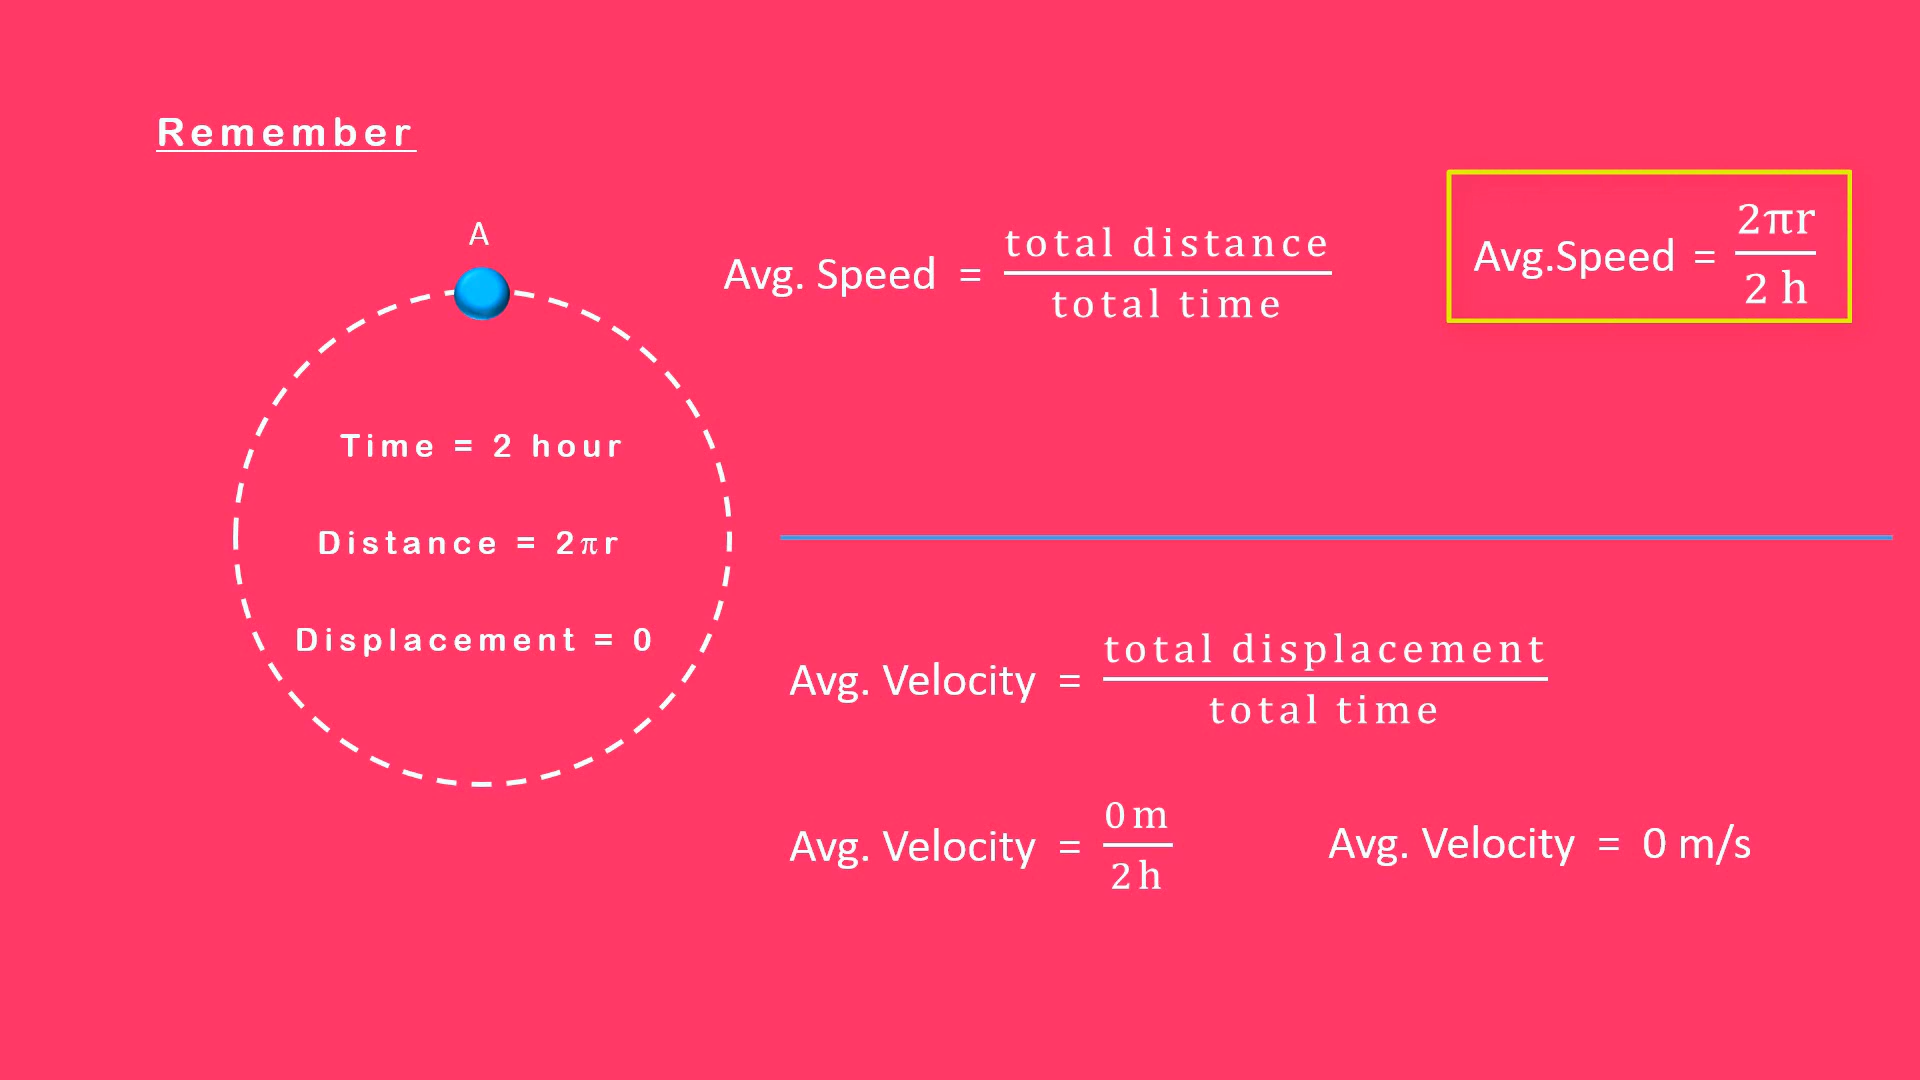 Remember
A
Time = 2 hour
Distance = 2πr
Displacement = 0
Avg. Speed = total distance / total time
Avg.Speed = 2πr / 2 h
Avg. Velocity = total displacement / total time
Avg. Velocity = 0 m / 2 h
Avg. Velocity = 0 m/s